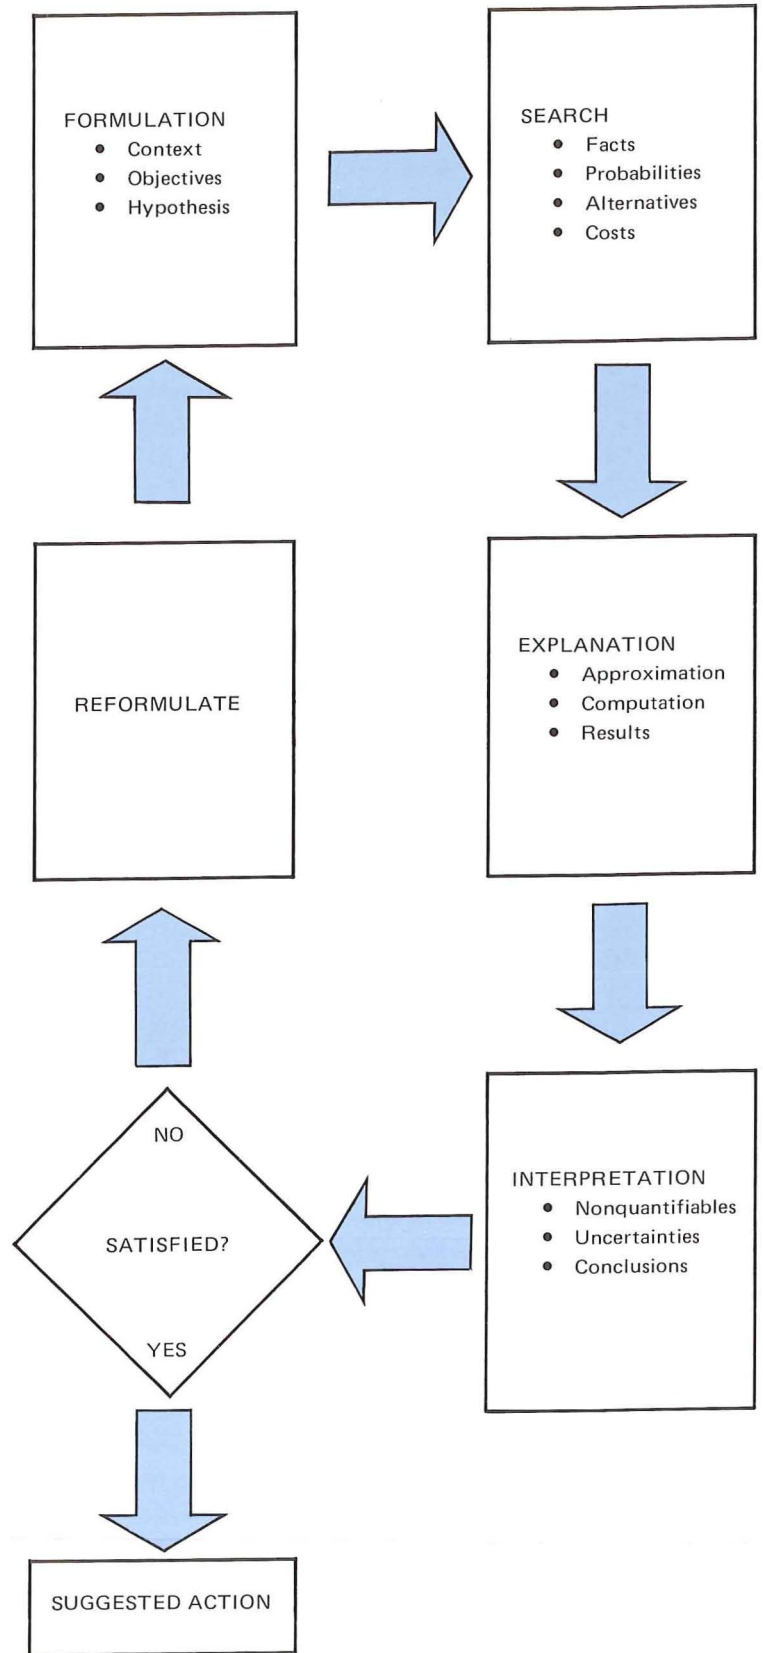 FORMULATION
• Context
• Objectives
• Hypothesis
SEARCH
• Facts
• Probabilities
• Alternatives
• Costs
EXPLANATION
• Approximation
• Computation
• Results
INTERPRETATION
• Nonquantifiables
• Uncertainties
• Conclusions
NO
SATISFIED?
YES
REFORMULATE
SUGGESTED ACTION